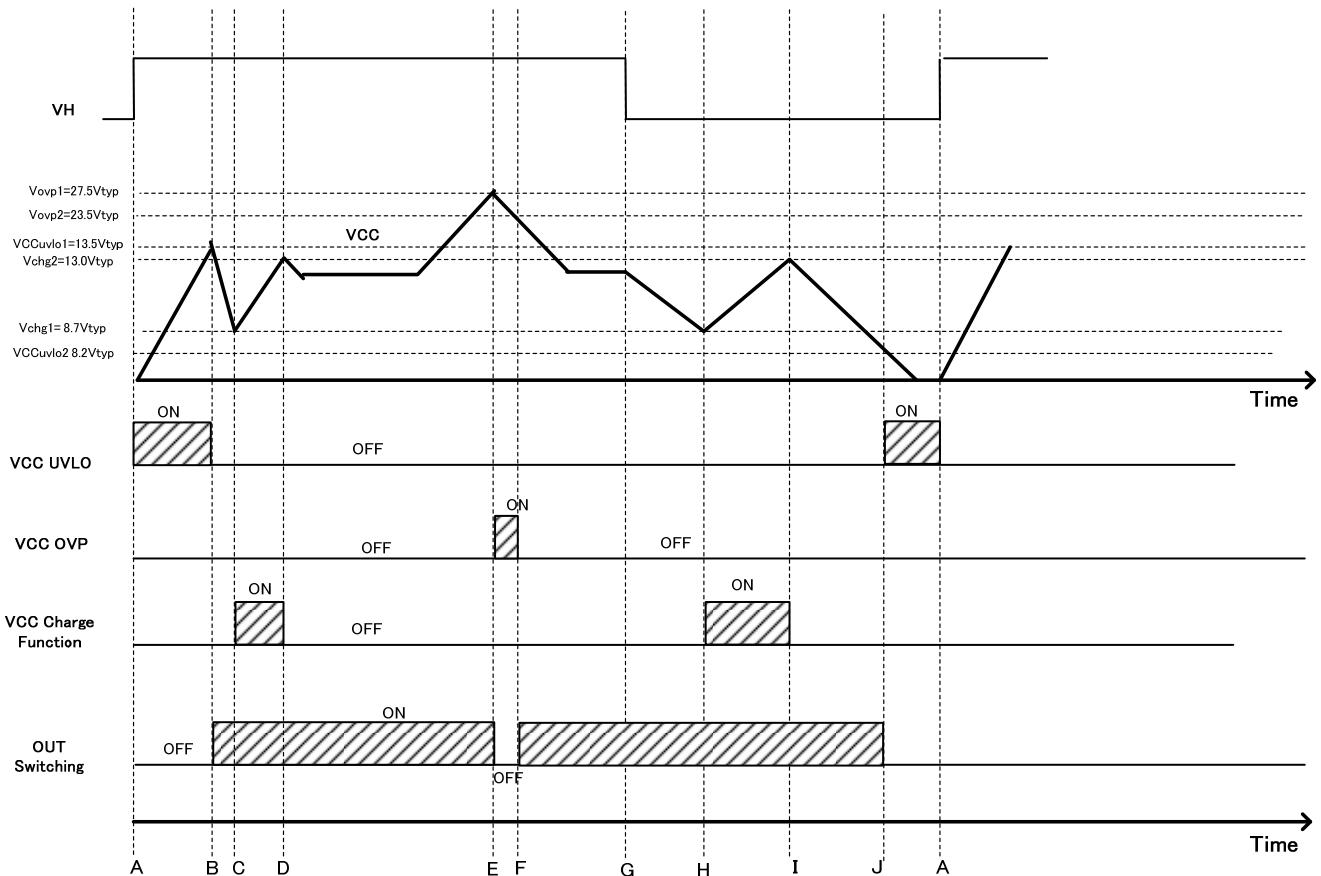 VH
Vovp1=27.5Vtyp
Vovp2=23.5Vtyp
VCCuvlo1=13.5Vtyp
VCC
Vchg2=13.0Vtyp
Vchg1= 8.7Vtyp
VCCuvlo2 8.2Vtyp
Time
ON
ON
OFF
VCC UVLO
ON
OFF
OFF
VCC OVP
ON
ON
VCC Charge
Function
OFF
ON
OFF
OUT
Switching
OFF
Time
A B C D E F G H I J A